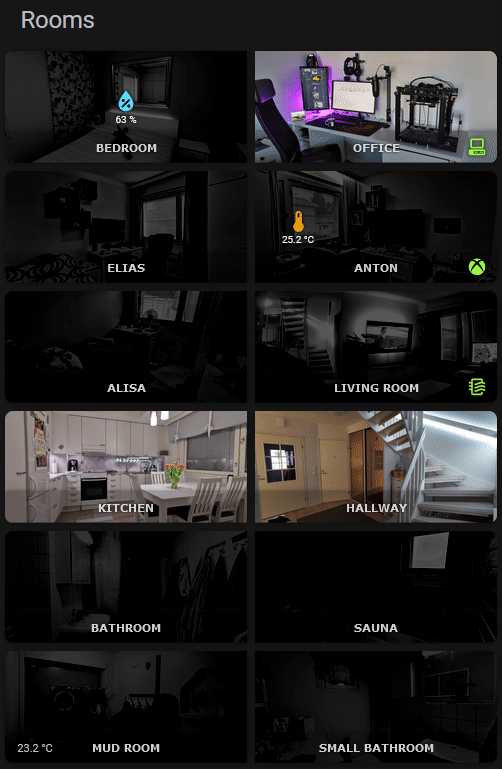 Rooms
63 %
BEDROOM
OFFICE
ELIAS
25.2 °C
ANTON
ALISA
LIVING ROOM
KITCHEN
HALLWAY
BATHROOM
SAUNA
23.2 °C
MUD ROOM
SMALL BATHROOM